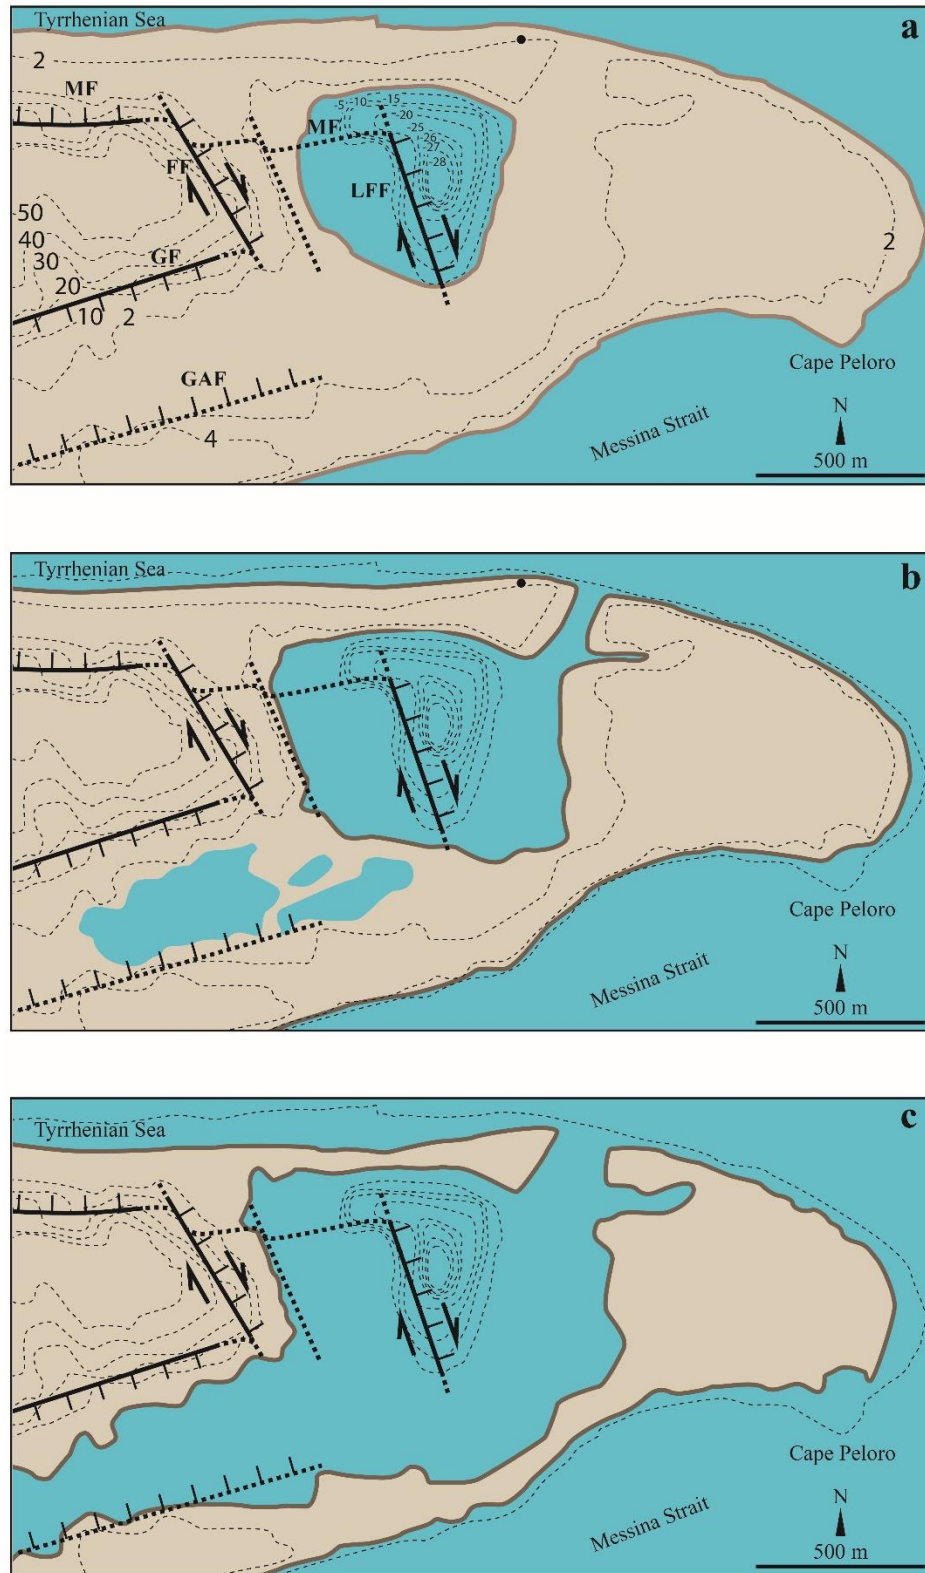 Tyrrhenian Sea
a
2
MF
-5
-10
-15
-20
-25
-26
-27
-28
MF
FF
LFF
50
40
30
20
10
2
GF
2
GAF
4
Cape Peloro
Messina Strait
N
500 m
Tyrrhenian Sea
b
Cape Peloro
Messina Strait
N
500 m
Tyrrhenian Sea
c
Cape Peloro
Messina Strait
N
500 m